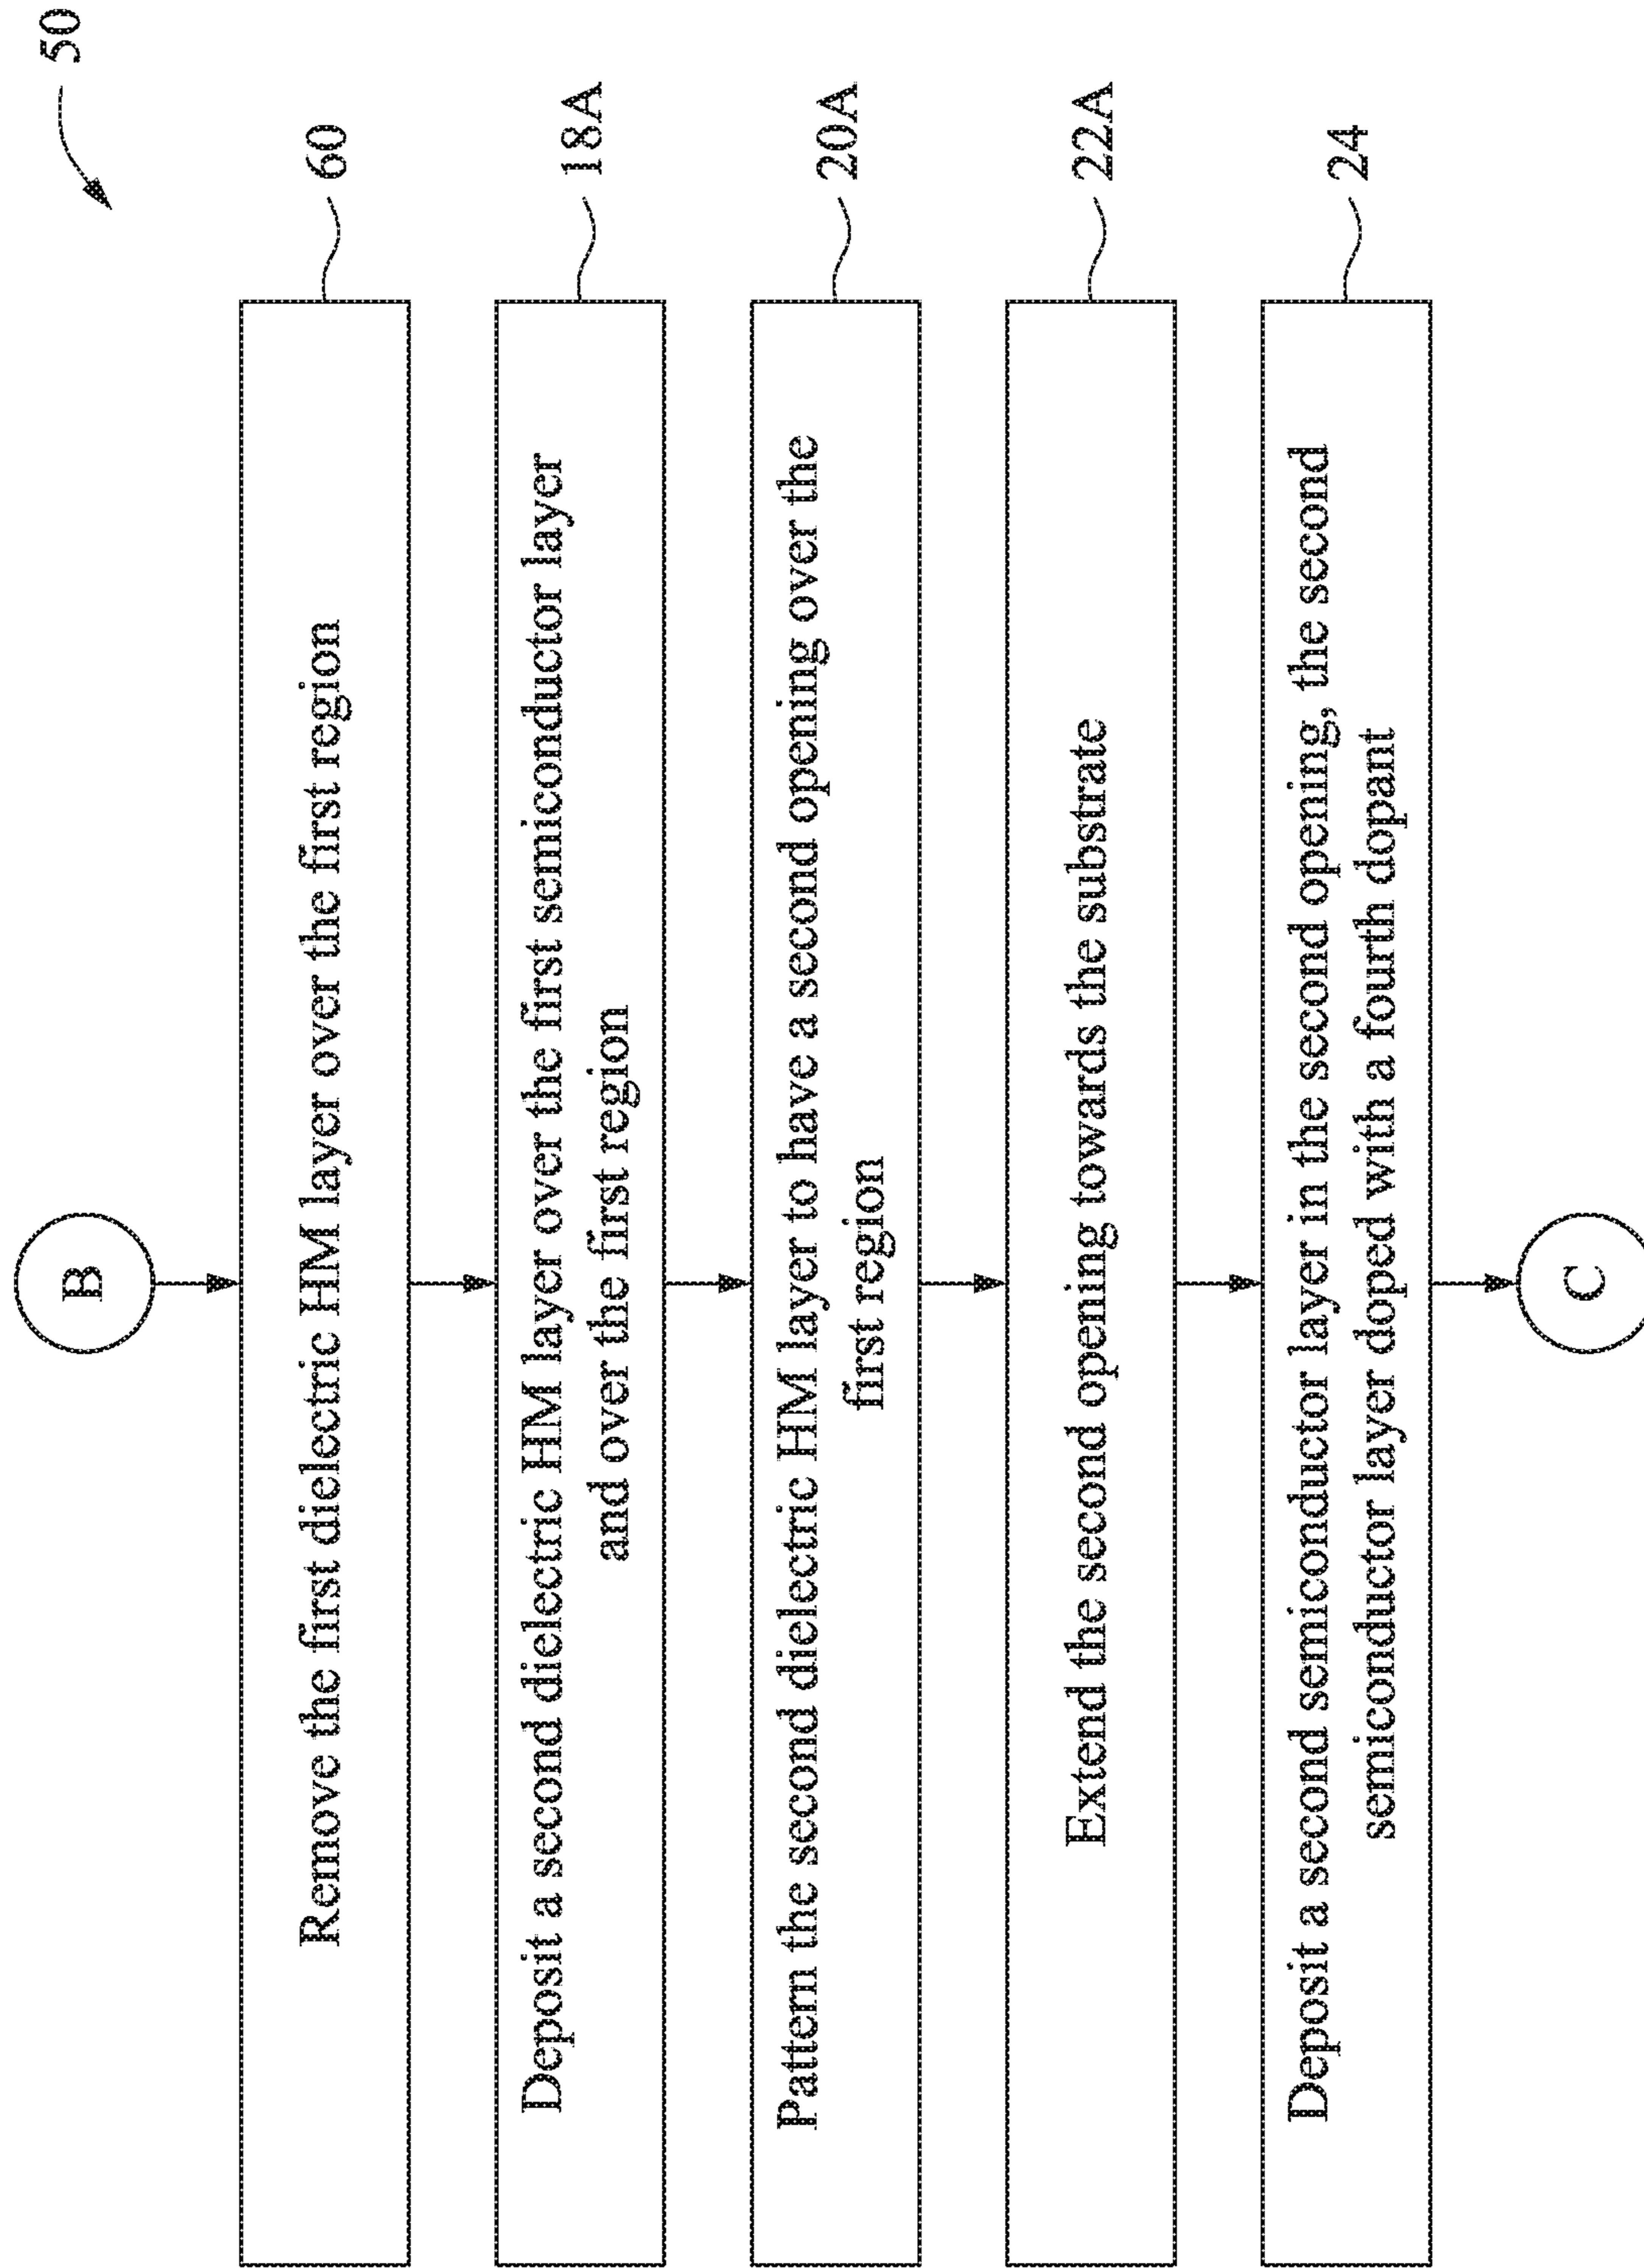 50
B
Remove the first dielectric HM layer over the first region
60
Deposit a second dielectric HM layer over the first semiconductor layer
and over the first region
18A
Pattern the second dielectric HM layer to have a second opening over the
first region
20A
Extend the second opening towards the substrate
22A
Deposit a second semiconductor layer in the second opening, the second
semiconductor layer doped with a fourth dopant
24
C